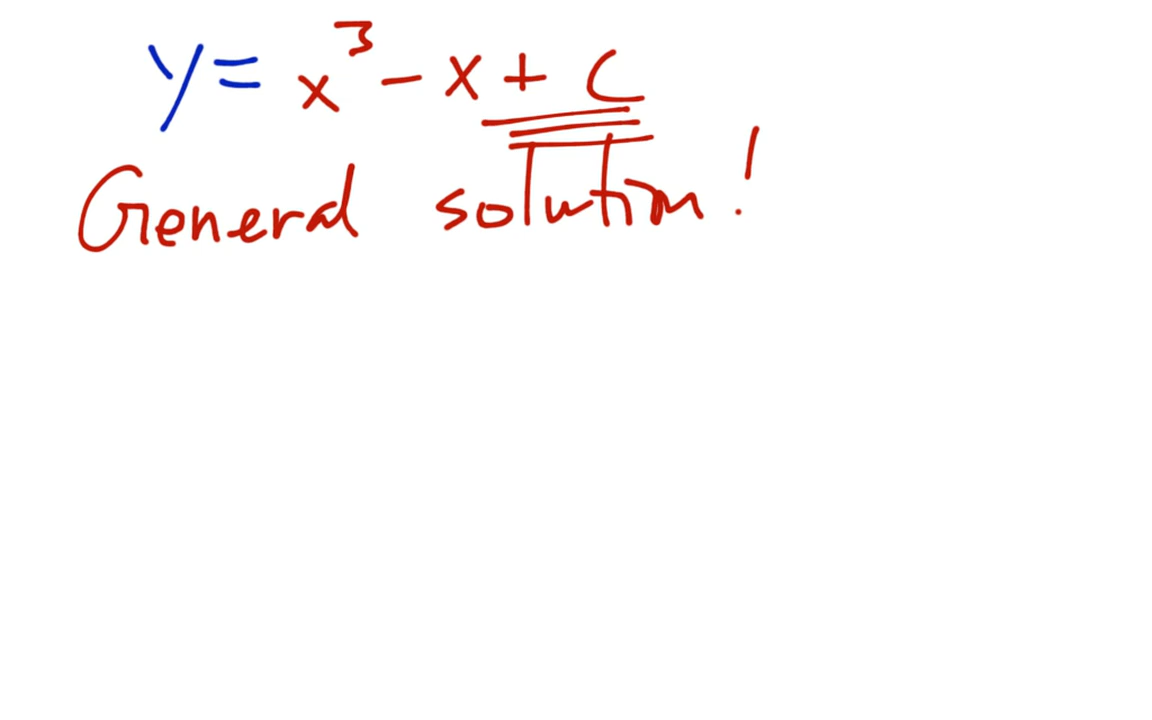 y = x³ - x + C
General solution!